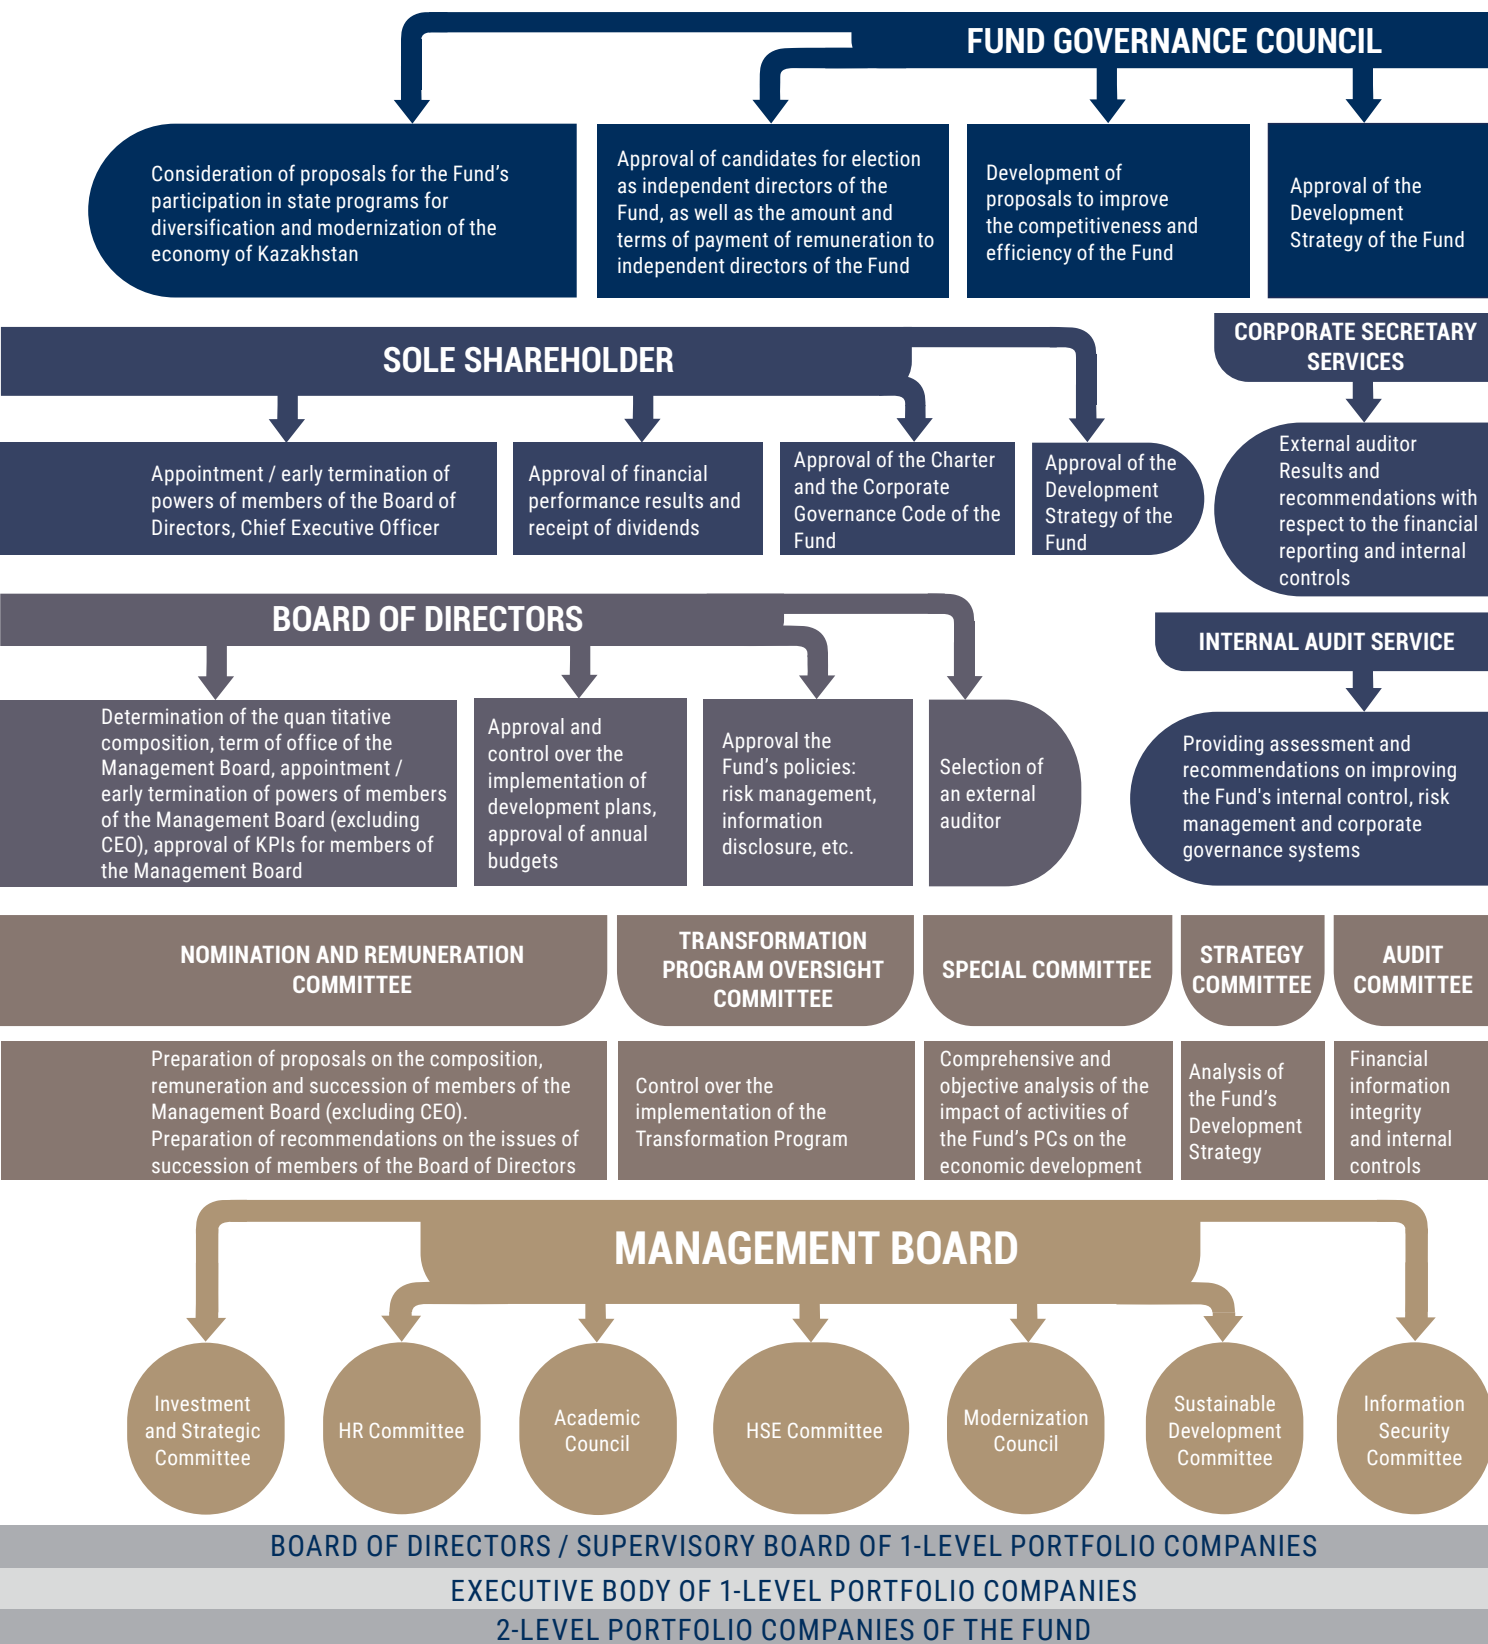 FUND GOVERNANCE COUNCIL
Consideration of proposals for the Fund's
participation in state programs for
diversification and modernization of the
economy of Kazakhstan
Approval of candidates for election
as independent directors of the
Fund, as well as the amount and
terms of payment of remuneration to
independent directors of the Fund
Development of
proposals to improve
the competitiveness and
efficiency of the Fund
Approval of the
Development
Strategy of the Fund
SOLE SHAREHOLDER
Appointment / early termination of
powers of members of the Board of
Directors, Chief Executive Officer
Approval of financial
performance results and
receipt of dividends
Approval of the Charter
and the Corporate
Governance Code of the
Fund
Approval of the
Development
Strategy of the
Fund
CORPORATE SECRETARY
SERVICES
External auditor
Results and
recommendations with
respect to the financial
reporting and internal
controls
BOARD OF DIRECTORS
Determination of the quan titative
composition, term of office of the
Management Board, appointment /
early termination of powers of members
of the Management Board (excluding
CEO), approval of KPIs for members of
the Management Board
Approval and
control over the
implementation of
development plans,
approval of annual
budgets
Approval the
Fund's policies:
risk management,
information
disclosure, etc.
Selection of
an external
auditor
INTERNAL AUDIT SERVICE
Providing assessment and
recommendations on improving
the Fund's internal control, risk
management and corporate
governance systems
NOMINATION AND REMUNERATION
COMMITTEE
Preparation of proposals on the composition,
remuneration and succession of members of the
Management Board (excluding CEO).
Preparation of recommendations on the issues of
succession of members of the Board of Directors
TRANSFORMATION
PROGRAM OVERSIGHT
COMMITTEE
Control over the
implementation of the
Transformation Program
SPECIAL COMMITTEE
Comprehensive and
objective analysis of the
impact of activities of
the Fund's PCs on the
economic development
STRATEGY
COMMITTEE
Analysis of
the Fund's
Development
Strategy
AUDIT
COMMITTEE
Financial
information
integrity
and internal
controls
MANAGEMENT BOARD
Investment
and Strategic
Committee
HR Committee
Academic
Council
HSE Committee
Modernization
Council
Sustainable
Development
Committee
Information
Security
Committee
BOARD OF DIRECTORS / SUPERVISORY BOARD OF 1-LEVEL PORTFOLIO COMPANIES
EXECUTIVE BODY OF 1-LEVEL PORTFOLIO COMPANIES
2-LEVEL PORTFOLIO COMPANIES OF THE FUND